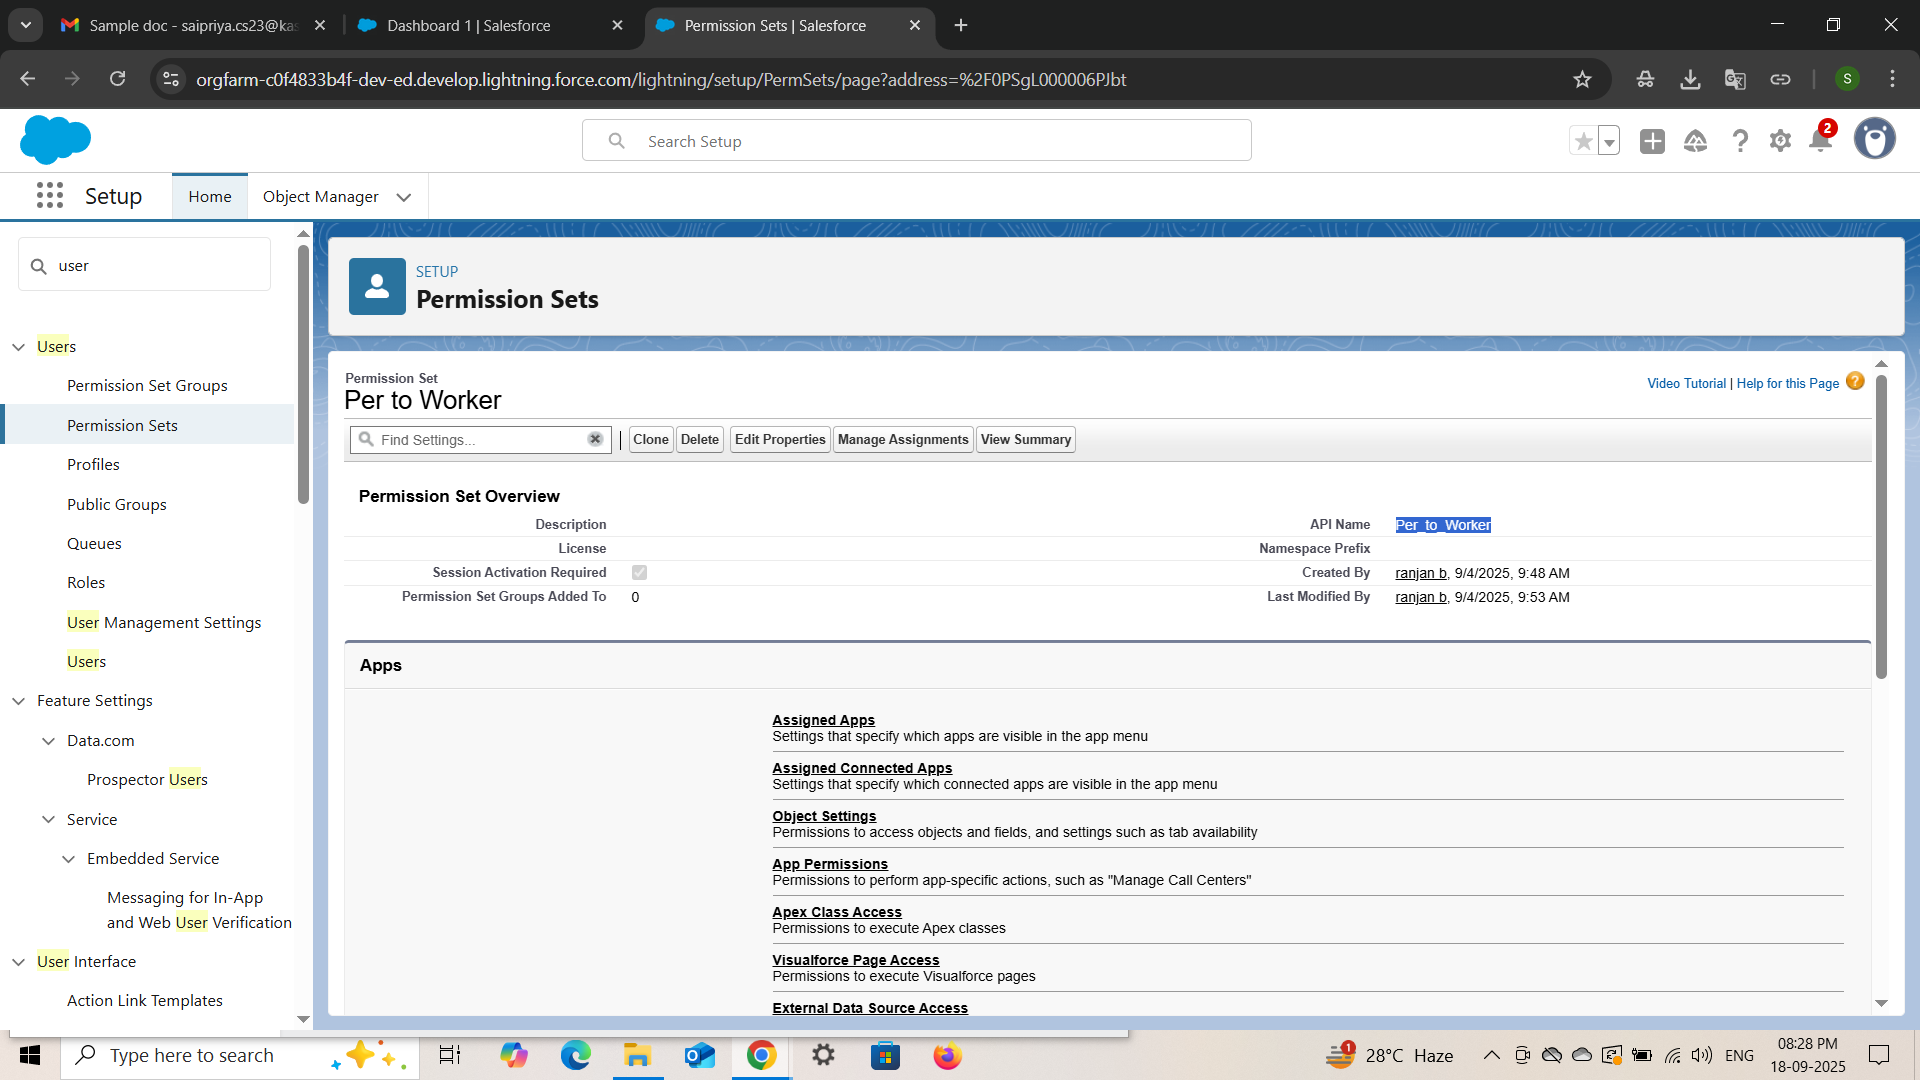 Sample doc - saipriya.cs23@kas
Dashboard 1 | Salesforce
Permission Sets | Salesforce
orgfarm-c0f4833b4f-dev-ed.develop.lightning.force.com/lightning/setup/PermSets/page?address=%2F0PSgL000006PJbt
S
Search Setup
2
Setup
Home
Object Manager
user
Users
Permission Set Groups
Permission Sets
Profiles
Public Groups
Queues
Roles
User Management Settings
Users
Feature Settings
Data.com
Prospector Users
Service
Embedded Service
Messaging for In-App
and Web User Verification
User Interface
Action Link Templates
SETUP
Permission Sets
Permission Set
Per to Worker
Video Tutorial | Help for this Page
Find Settings...
Clone
Delete
Edit Properties
Manage Assignments
View Summary
Permission Set Overview
Description
API Name Per_to_Worker
License
Namespace Prefix
Session Activation Required
Created By ranjan b, 9/4/2025, 9:48 AM
Permission Set Groups Added To 0
Last Modified By ranjan b, 9/4/2025, 9:53 AM
Apps
Assigned Apps
Settings that specify which apps are visible in the app menu
Assigned Connected Apps
Settings that specify which connected apps are visible in the app menu
Object Settings
Permissions to access objects and fields, and settings such as tab availability
App Permissions
Permissions to perform app-specific actions, such as "Manage Call Centers"
Apex Class Access
Permissions to execute Apex classes
Visualforce Page Access
Permissions to execute Visualforce pages
External Data Source Access
Type here to search
1
28°C Haze
ENG
08:28 PM
18-09-2025